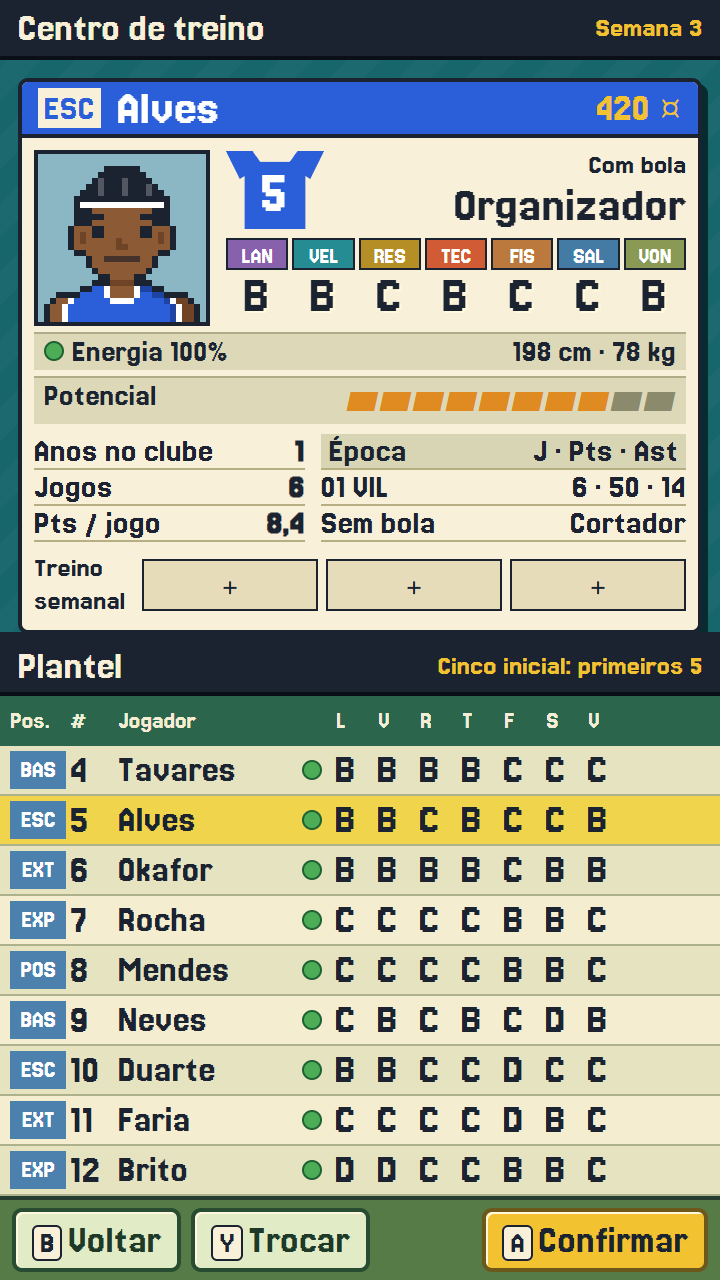 Centro de treino Semana 3
ESC Alves 420 ¤
5 Com bola
Organizador
LAN VEL RES TEC FIS SAL VON
B B C B C C B
Energia 100% 198 cm · 78 kg
Potencial
Anos no clube 1 Época J · Pts · Ast
Jogos 6 01 VIL 6 · 50 · 14
Pts / jogo 8,4 Sem bola Cortador
Treino semanal + + +
Plantel Cinco inicial: primeiros 5
Pos. # Jogador L V R T F S V
BAS 4 Tavares B B B B C C C
ESC 5 Alves B B C B C C B
EXT 6 Okafor B B B B C B B
EXP 7 Rocha C C C C B B C
POS 8 Mendes C C C C B B C
BAS 9 Neves C B C B C D B
ESC 10 Duarte B B C C D C C
EXT 11 Faria C C C C D B C
EXP 12 Brito D D C C B B C
B Voltar Y Trocar A Confirmar